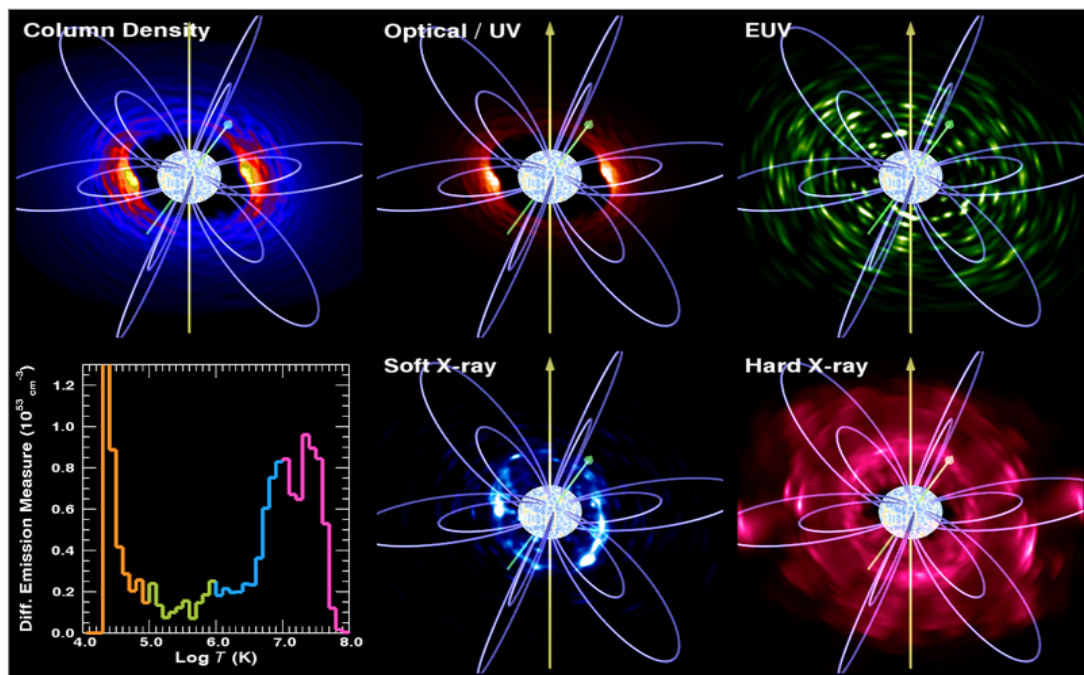 Column Density
Optical / UV
EUV
Diff. Emission Measure (10⁵³ cm⁻³)
1.2
1.0
0.8
0.6
0.4
0.2
0.0
4.0 5.0 6.0 7.0 8.0
Log T (K)
Soft X-ray
Hard X-ray